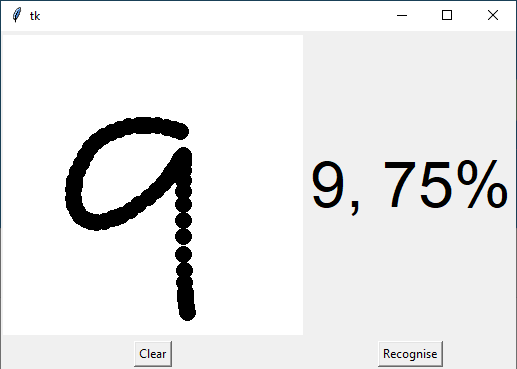 tk
9
9, 75%
Clear
Recognise